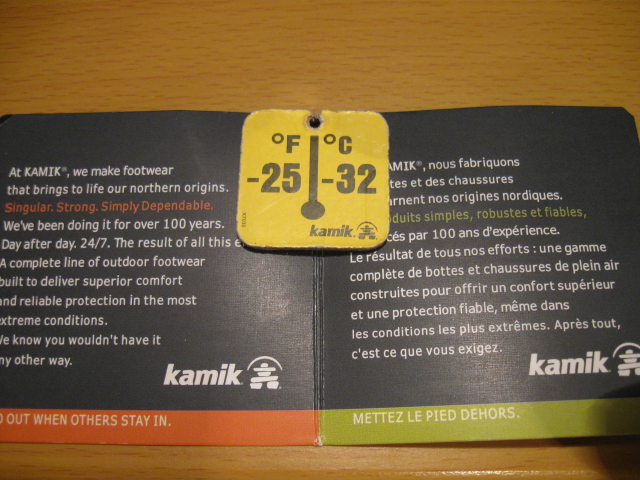 °F °C
-25 -32
kamik
At KAMIK®, we make footwear
that brings to life our northern origins.
Singular. Strong. Simply Dependable.
We've been doing it for over 100 years.
Day after day. 24/7. The result of all this
A complete line of outdoor footwear
built to deliver superior comfort
and reliable protection in the most
extreme conditions.
We know you wouldn't have it
any other way.
kamik
OUT WHEN OTHERS STAY IN.
AMIK®, nous fabriquons
tes et des chaussures
nos origines nordiques.
oduits simples, robustes et fiables,
cés par 100 ans d'expérience.
Le résultat de tous nos efforts : une gamme
complète de bottes et chaussures de plein air
construites pour offrir un confort supérieur
et une protection fiable, même dans
les conditions les plus extrêmes. Après tout,
c'est ce que vous exigez.
kamik
METTEZ LE PIED DEHORS.